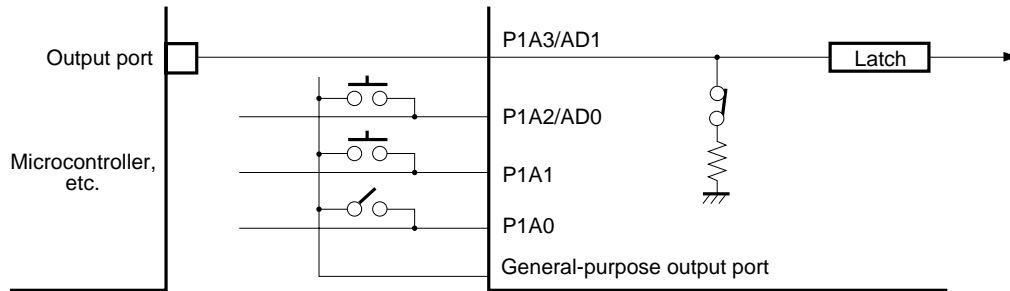 Output port
P1A3/AD1
Latch
P1A2/AD0
Microcontroller,
etc.
P1A1
P1A0
General-purpose output port